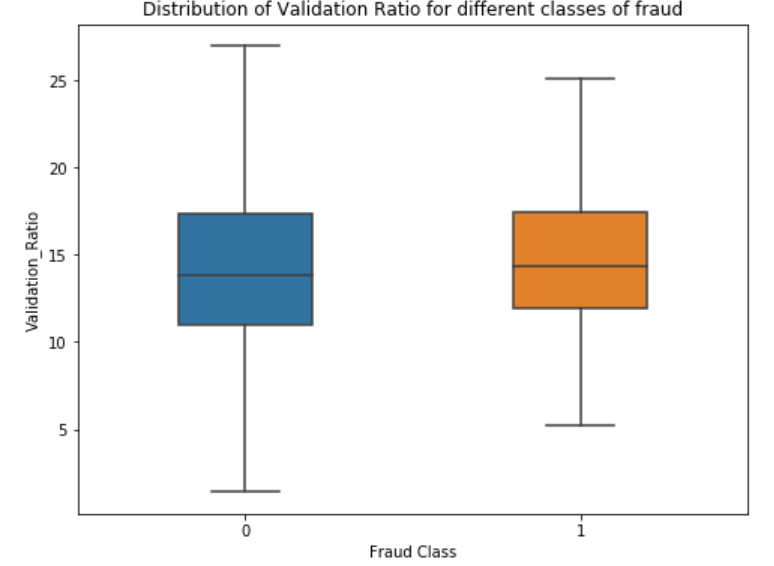 Distribution of Validation Ratio for different classes of fraud
25
20
15
10
5
Validation_Ratio
0
1
Fraud Class